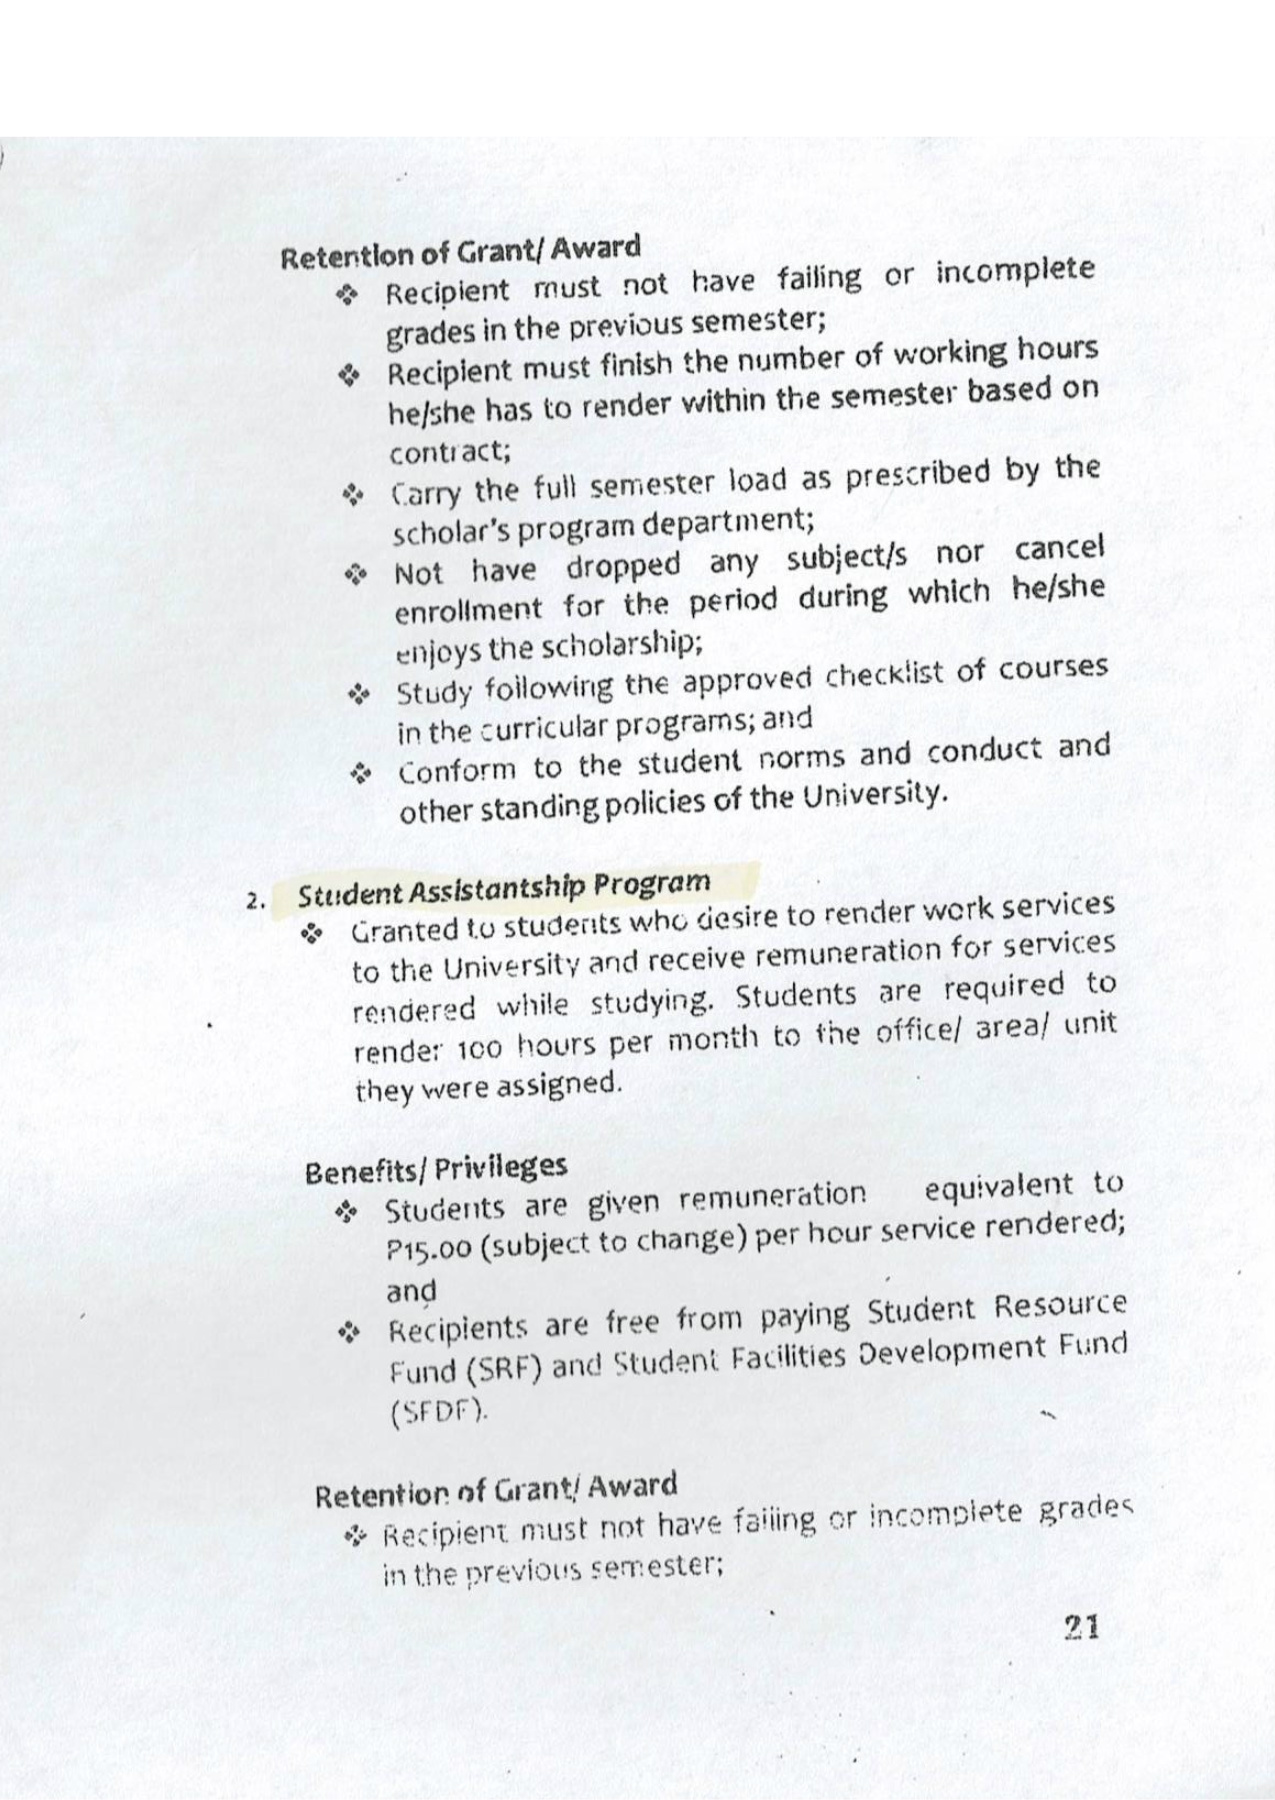 Retention of Grant/ Award
❖ Recipient must not have failing or incomplete
grades in the previous semester;
❖ Recipient must finish the number of working hours
he/she has to render within the semester based on
contract;
❖ Carry the full semester load as prescribed by the
scholar's program department;
❖ Not have dropped any subject/s nor cancel
enrollment for the period during which he/she
enjoys the scholarship;
❖ Study following the approved checklist of courses
in the curricular programs; and
❖ Conform to the student norms and conduct and
other standing policies of the University.
2. Student Assistantship Program
❖ Granted to students who desire to render work services
to the University and receive remuneration for services
rendered while studying. Students are required to
render 100 hours per month to the office/ area/ unit
they were assigned.
Benefits/ Privileges
❖ Students are given remuneration equivalent to
P15.00 (subject to change) per hour service rendered;
and
❖ Recipients are free from paying Student Resource
Fund (SRF) and Student Facilities Development Fund
(SFDF).
Retention of Grant/ Award
❖ Recipient must not have failing or incomplete grades
in the previous semester;
21